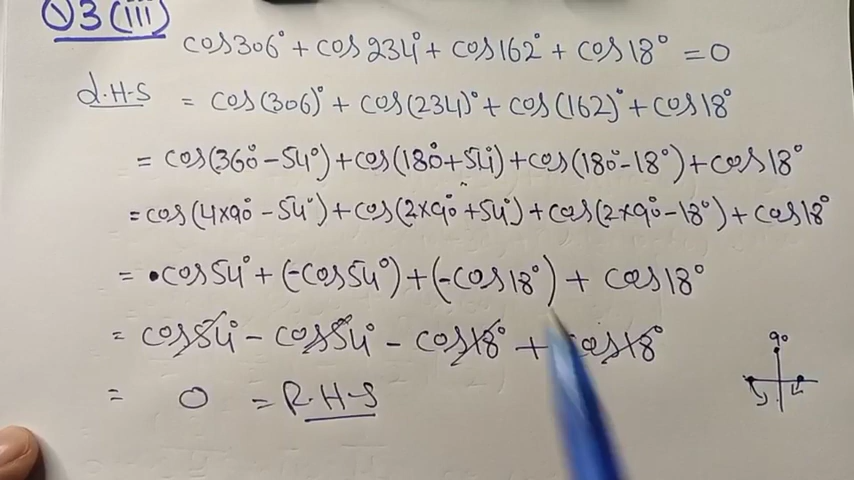 Q3(iii)
cos306° + cos234° + cos162° + cos18° = 0
L.H.S = cos(306)° + cos(234)° + cos(162)° + cos18°
= cos(360° - 54°) + cos(180° + 54°) + cos(180° - 18°) + cos18°
= cos(4×90° - 54°) + cos(2×90° + 54°) + cos(2×90° - 18°) + cos18°
= cos54° + (-cos54°) + (-cos18°) + cos18°
= cos54° - cos54° - cos18° + cos18°
90°
= 0 = R.H.S